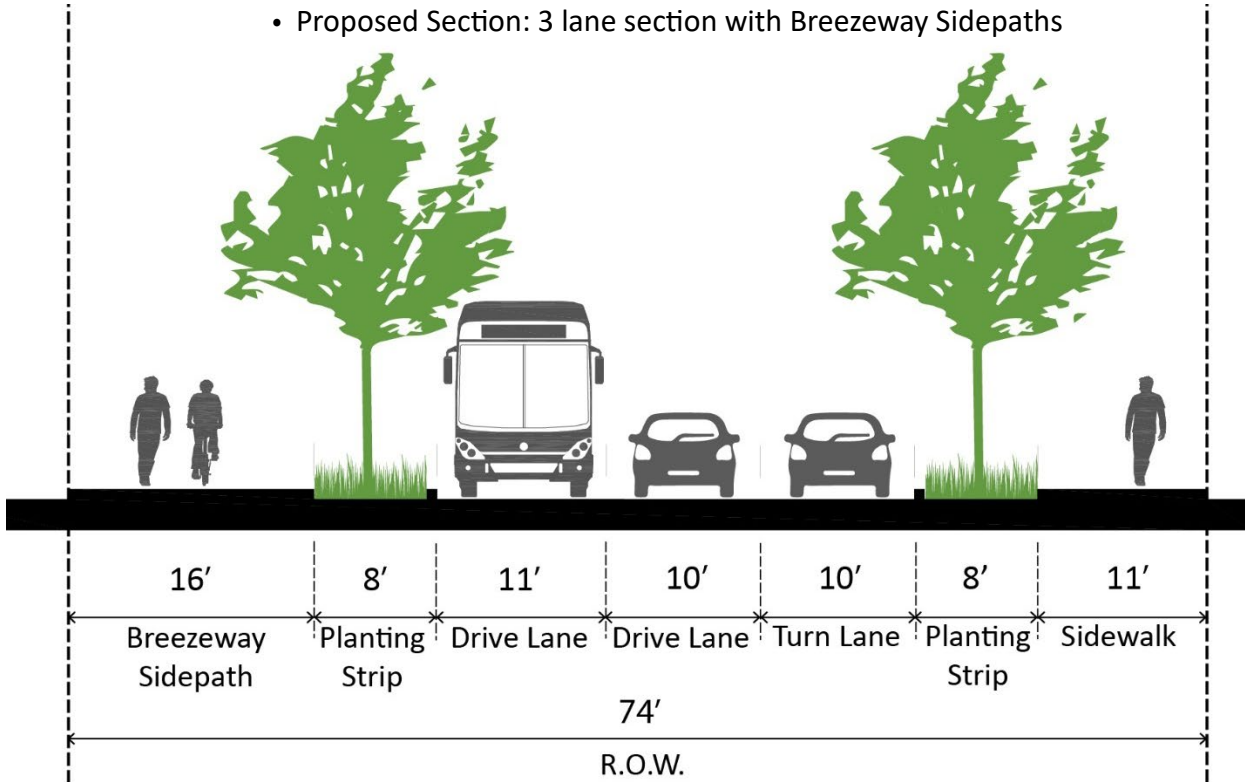 • Proposed Section: 3 lane section with Breezeway Sidepaths
16′ 8′ 11′ 10′ 10′ 8′ 11′
Breezeway Planting Drive Lane Drive Lane Turn Lane Planting Sidewalk
Sidepath Strip Strip
74′
R.O.W.